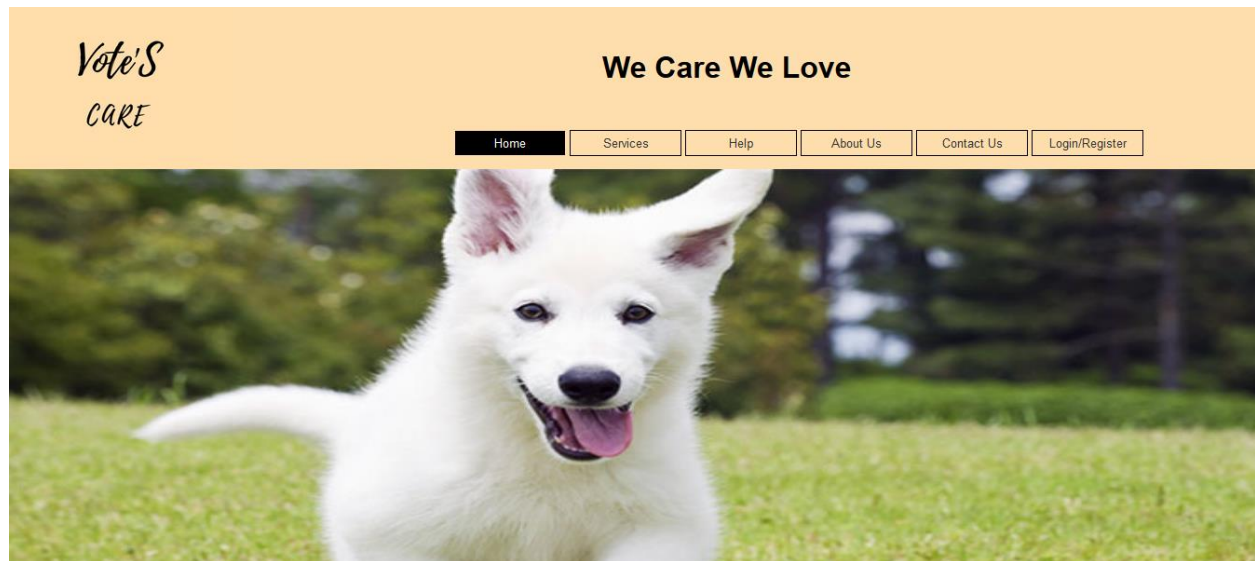 Vote'S
CARE
We Care We Love
Home Services Help About Us Contact Us Login/Register